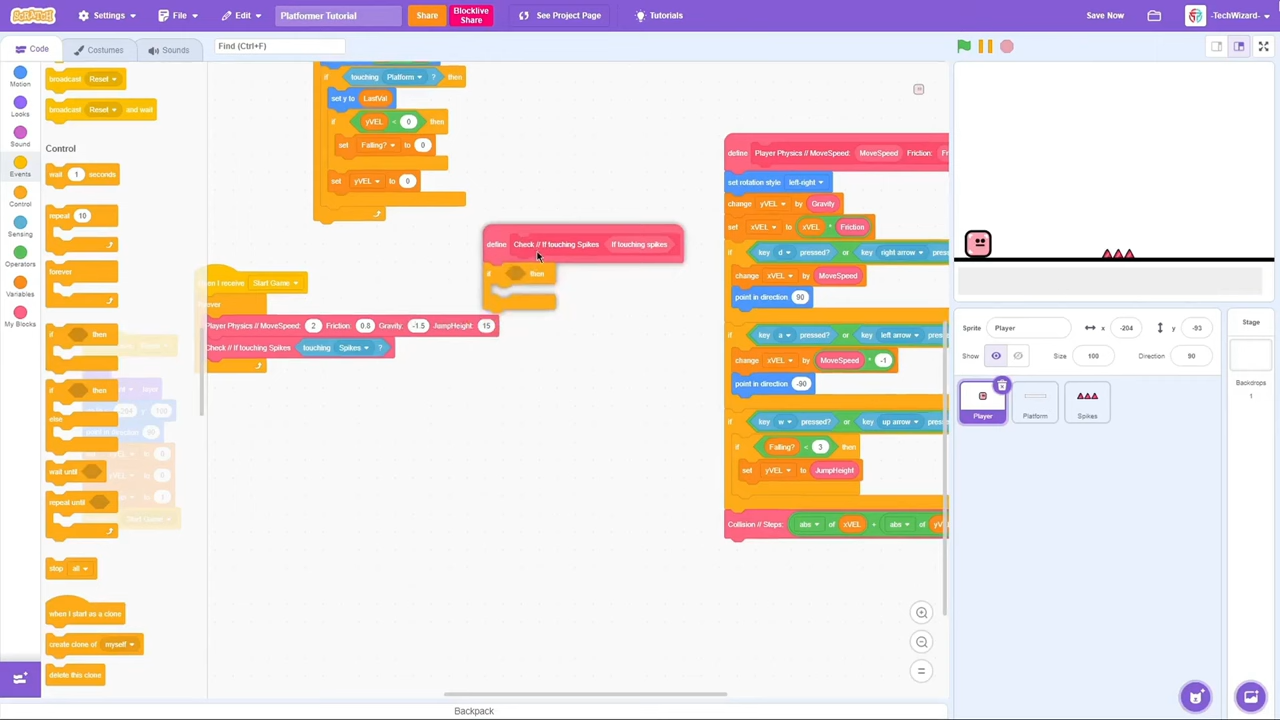 SCRATCH Settings File Edit Platformer Tutorial Share Blocklive Share See Project Page Tutorials Save Now -TechWizard-
Code Costumes Sounds Find (Ctrl+F)
Motion
Looks
Sound
Events
Control
Sensing
Operators
Variables
My Blocks
broadcast Reset
broadcast Reset and wait
Control
wait 1 seconds
repeat 10
forever
if then
if then
else
wait until
repeat until
stop all
when I start as a clone
create clone of myself
delete this clone
if touching Platform ? then
set y to LastVal
if yVEL < 0 then
set Falling? to 0
set yVEL to 0
when I receive Start Game
forever
Player Physics // MoveSpeed: 2 Friction: 0.8 Gravity: -1.5 JumpHeight: 15
Check // If touching Spikes touching Spikes ?
define Check // If touching Spikes If touching spikes
if then
define Player Physics // MoveSpeed: MoveSpeed Friction:
set rotation style left-right
change yVEL by Gravity
set xVEL to xVEL * Friction
if key d pressed? or key right arrow
change xVEL by MoveSpeed
point in direction 90
if key a pressed? or key left arrow
change xVEL by MoveSpeed * -1
point in direction -90
if key w pressed? or key up arrow
if Falling? < 3 then
set yVEL to JumpHeight
Collision // Steps: abs of xVEL + abs of
Sprite Player x -204 y -93
Show Size 100 Direction 90
Player Platform Spikes
Stage
Backdrops
1
Backpack